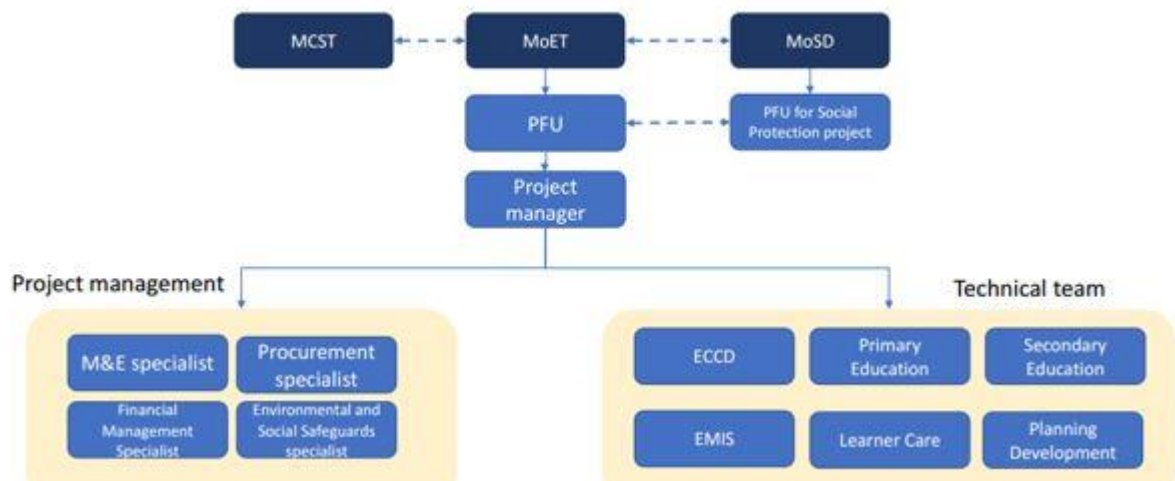 MCST
MoET
MoSD
PFU
PFU for Social
Protection project
Project
manager
Project management
Technical team
M&E specialist
Procurement
specialist
Financial
Management
Specialist
Environmental and
Social Safeguards
specialist
ECCD
Primary
Education
Secondary
Education
EMIS
Learner Care
Planning
Development